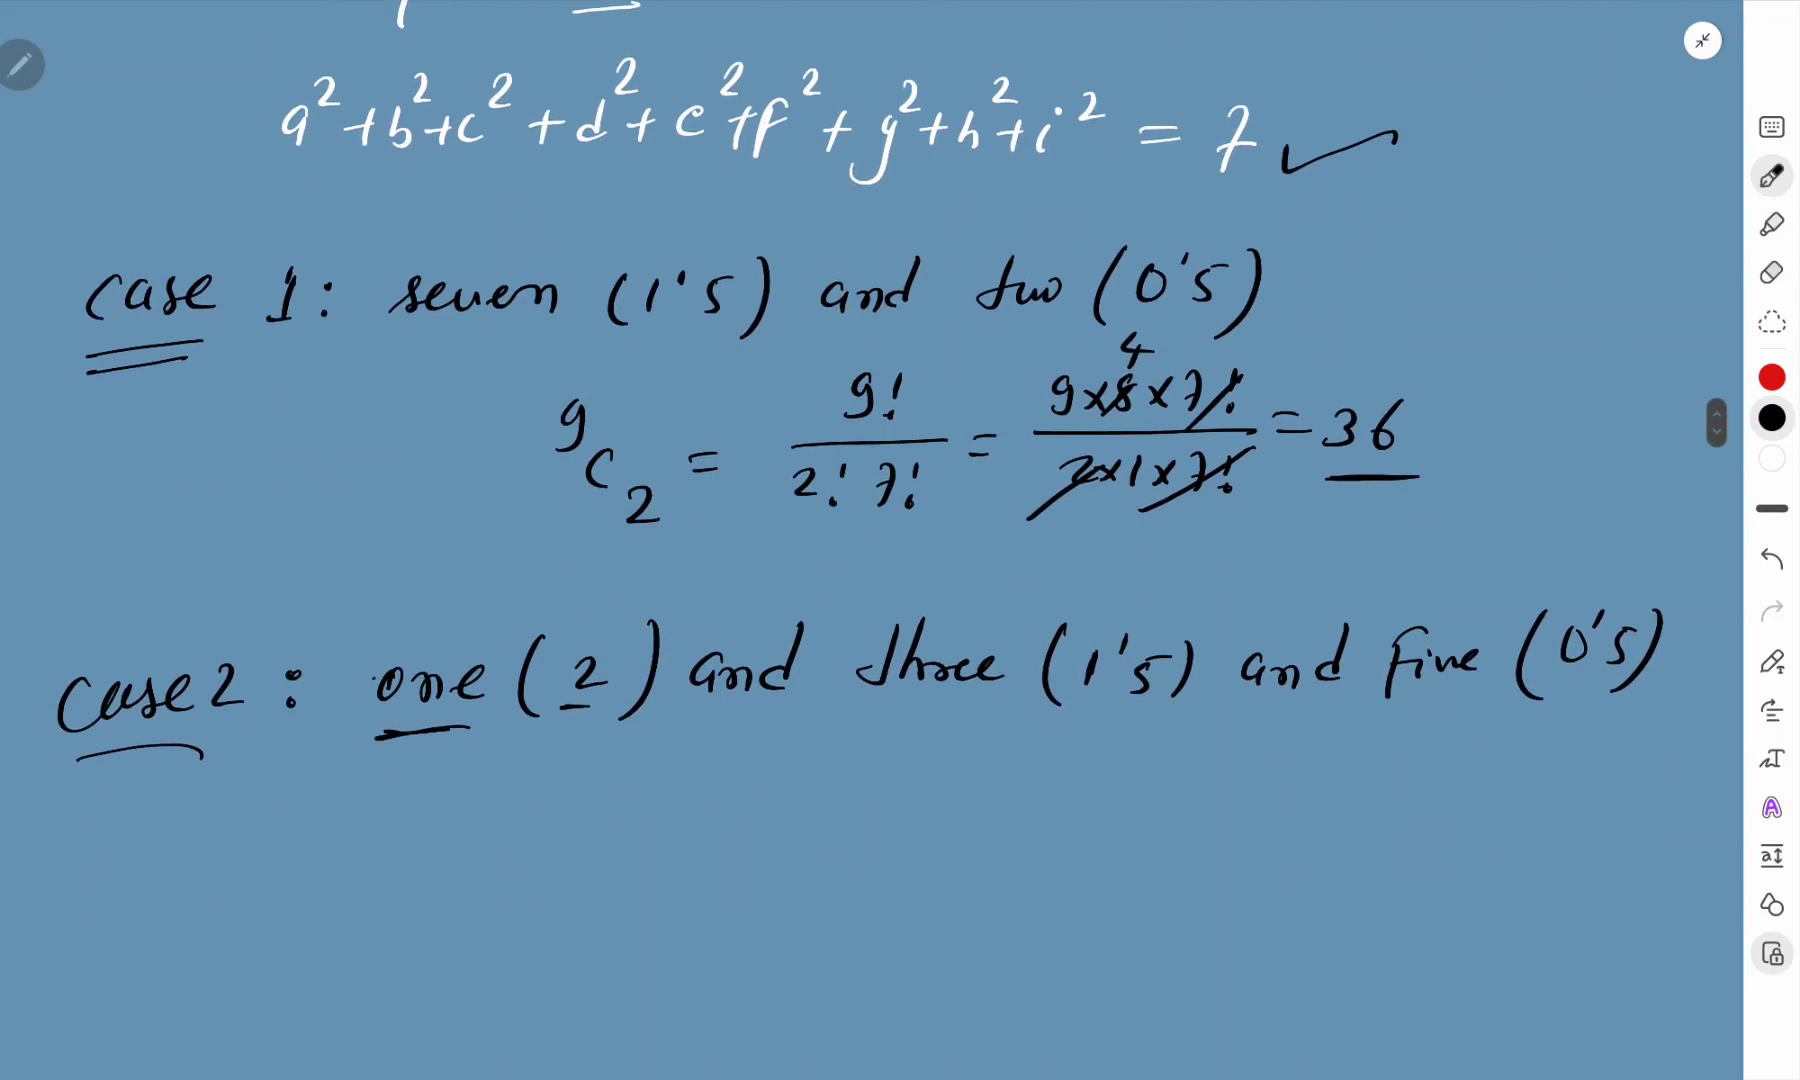 a²+b²+c²+d²+e²+f²+g²+h²+i² = 7 ✓
case 1: seven (1's) and two (0's)
⁹C₂ = 9!/2! 7! = 9×8×7!/2×1×7! = 36
4
case 2: one (2) and three (1's) and five (0's)